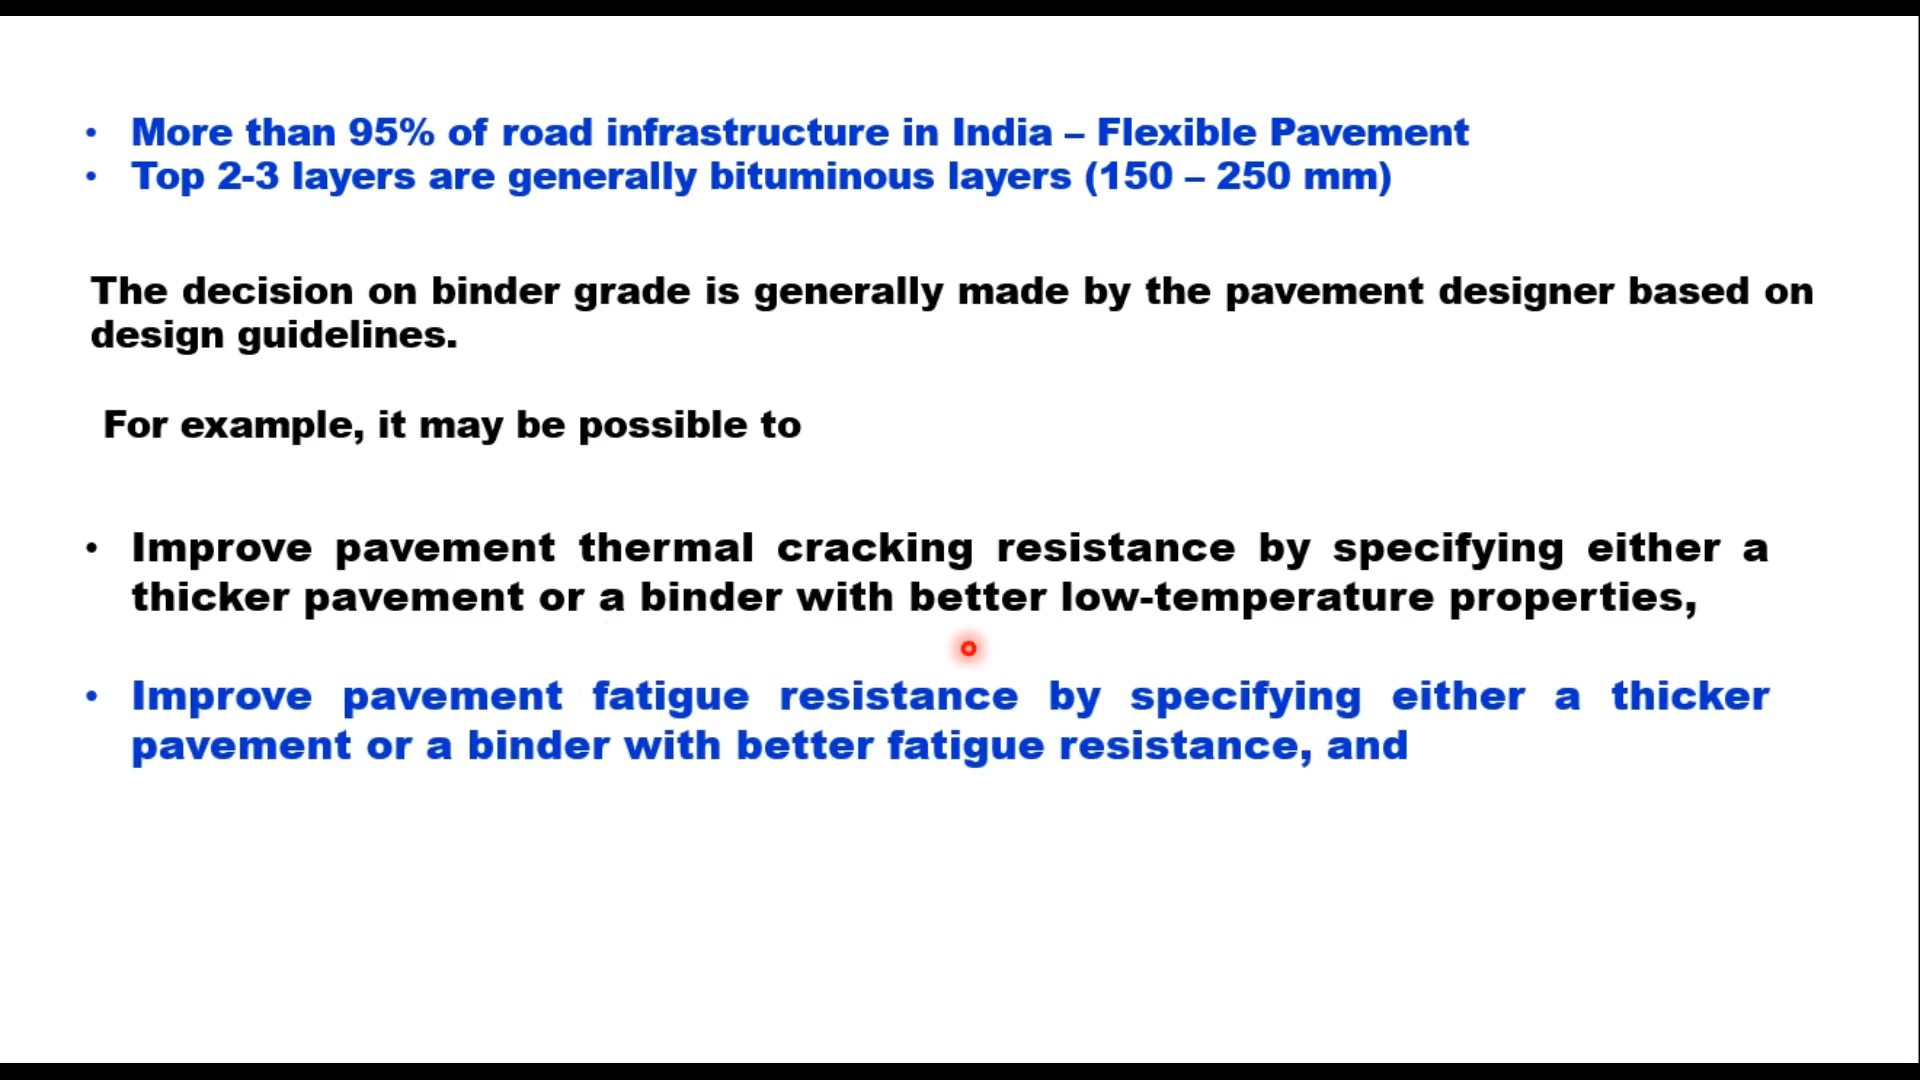 • More than 95% of road infrastructure in India – Flexible Pavement
• Top 2-3 layers are generally bituminous layers (150 – 250 mm)
The decision on binder grade is generally made by the pavement designer based on
design guidelines.
For example, it may be possible to
• Improve pavement thermal cracking resistance by specifying either a
thicker pavement or a binder with better low-temperature properties,
• Improve pavement fatigue resistance by specifying either a thicker
pavement or a binder with better fatigue resistance, and